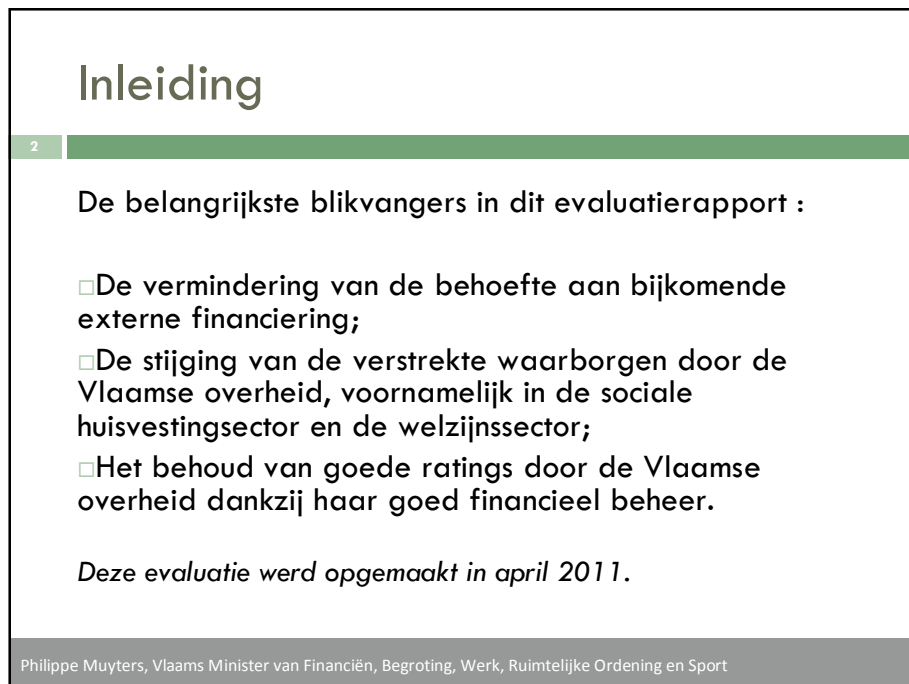 Inleiding
2
De belangrijkste blikvangers in dit evaluatierapport :
□De vermindering van de behoefte aan bijkomende
externe financiering;
□De stijging van de verstrekte waarborgen door de
Vlaamse overheid, voornamelijk in de sociale
huisvestingsector en de welzijnssector;
□Het behoud van goede ratings door de Vlaamse
overheid dankzij haar goed financieel beheer.
Deze evaluatie werd opgemaakt in april 2011.
Philippe Muyters, Vlaams Minister van Financiën, Begroting, Werk, Ruimtelijke Ordening en Sport